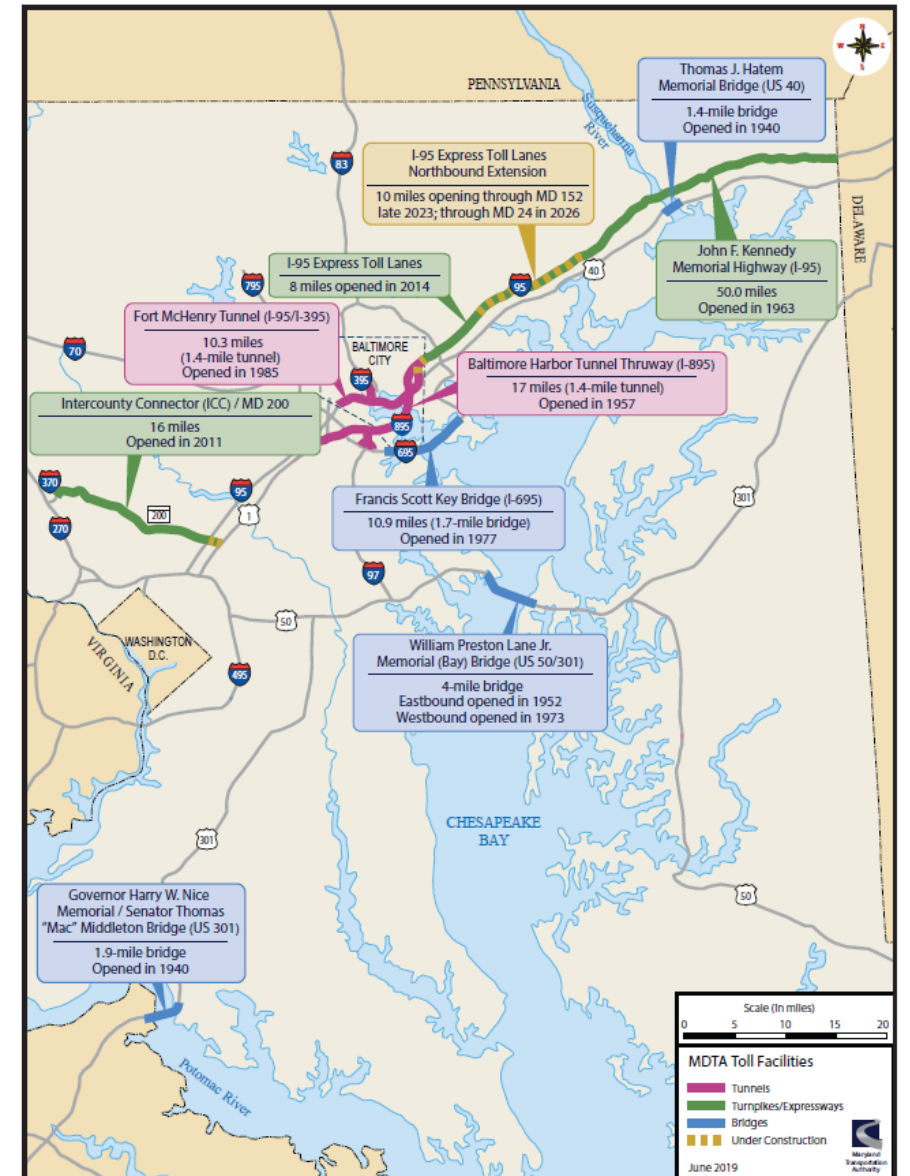 N
W
E
S
PENNSYLVANIA
Susquehanna
River
Thomas J. Hatem
Memorial Bridge (US 40)
1.4-mile bridge
Opened in 1940
83
I-95 Express Toll Lanes
Northbound Extension
10 miles opening through MD 152
late 2023; through MD 24 in 2026
DELAWARE
John F. Kennedy
Memorial Highway (I-95)
50.0 miles
Opened in 1963
I-95 Express Toll Lanes
8 miles opened in 2014
40
95
795
Fort McHenry Tunnel (I-95/I-395)
10.3 miles
(1.4-mile tunnel)
Opened in 1985
70
BALTIMORE
CITY
395
Baltimore Harbor Tunnel Thruway (I-895)
17 miles (1.4-mile tunnel)
Opened in 1957
Intercounty Connector (ICC) / MD 200
16 miles
Opened in 2011
895
695
370
95
200
1
270
301
Francis Scott Key Bridge (I-695)
10.9 miles (1.7-mile bridge)
Opened in 1977
97
50
WASHINGTON
D.C.
VIRGINIA
495
William Preston Lane Jr.
Memorial (Bay) Bridge (US 50/301)
4-mile bridge
Eastbound opened in 1952
Westbound opened in 1973
CHESAPEAKE
BAY
301
50
Governor Harry W. Nice
Memorial / Senator Thomas
"Mac" Middleton Bridge (US 301)
1.9-mile bridge
Opened in 1940
Potomac River
Scale (in miles)
0 5 10 15 20
MDTA Toll Facilities
Tunnels
Turnpikes/Expressways
Bridges
Under Construction
Maryland
Transportation
Authority
June 2019